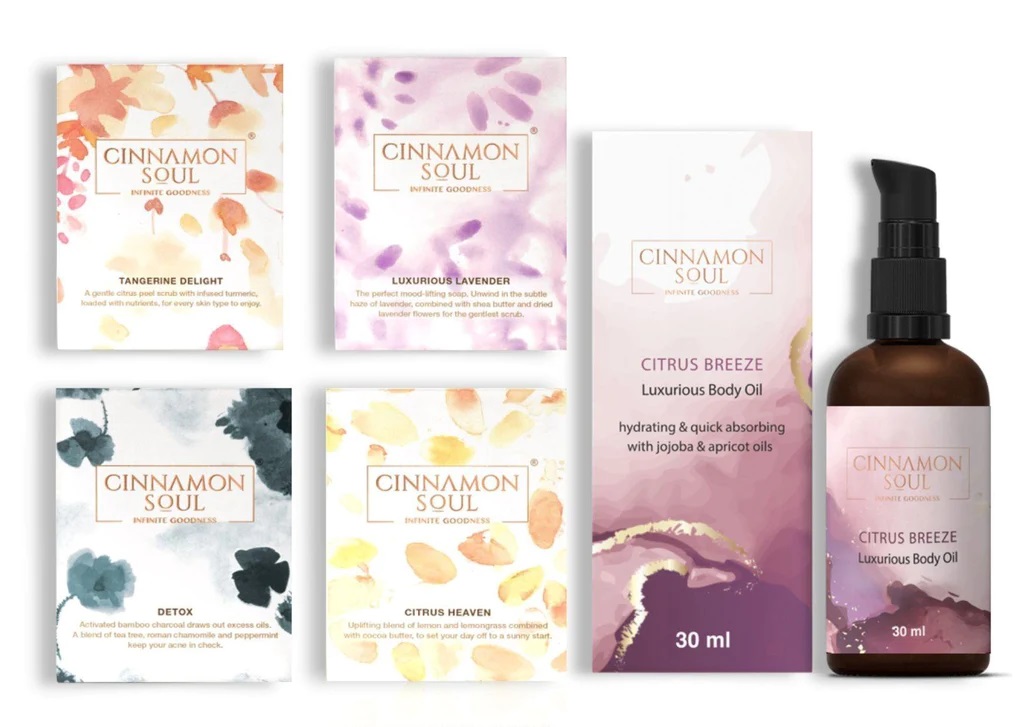 CINNAMON
SOUL
INFINITE GOODNESS
®
TANGERINE DELIGHT
A gentle citrus peel scrub with infused turmeric,
loaded with nutrients, for every skin type to enjoy.
CINNAMON
SOUL
INFINITE GOODNESS
®
LUXURIOUS LAVENDER
The perfect mood-lifting soap. Unwind in the subtle
haze of lavender, combined with shea butter and dried
lavender flowers for the gentlest scrub.
CINNAMON
SOUL
INFINITE GOODNESS
DETOX
Activated bamboo charcoal draws out excess oils.
A blend of tea tree, roman chamomile and peppermint
keep your acne in check.
CINNAMON
SOUL
INFINITE GOODNESS
®
CITRUS HEAVEN
Uplifting blend of lemon and lemongrass combined
with cocoa butter, to set your day off to a sunny start.
CINNAMON
SOUL
INFINITE GOODNESS
CITRUS BREEZE
Luxurious Body Oil
hydrating & quick absorbing
with jojoba & apricot oils
30 ml
CINNAMON
SOUL
INFINITE GOODNESS
CITRUS BREEZE
Luxurious Body Oil
30 ml